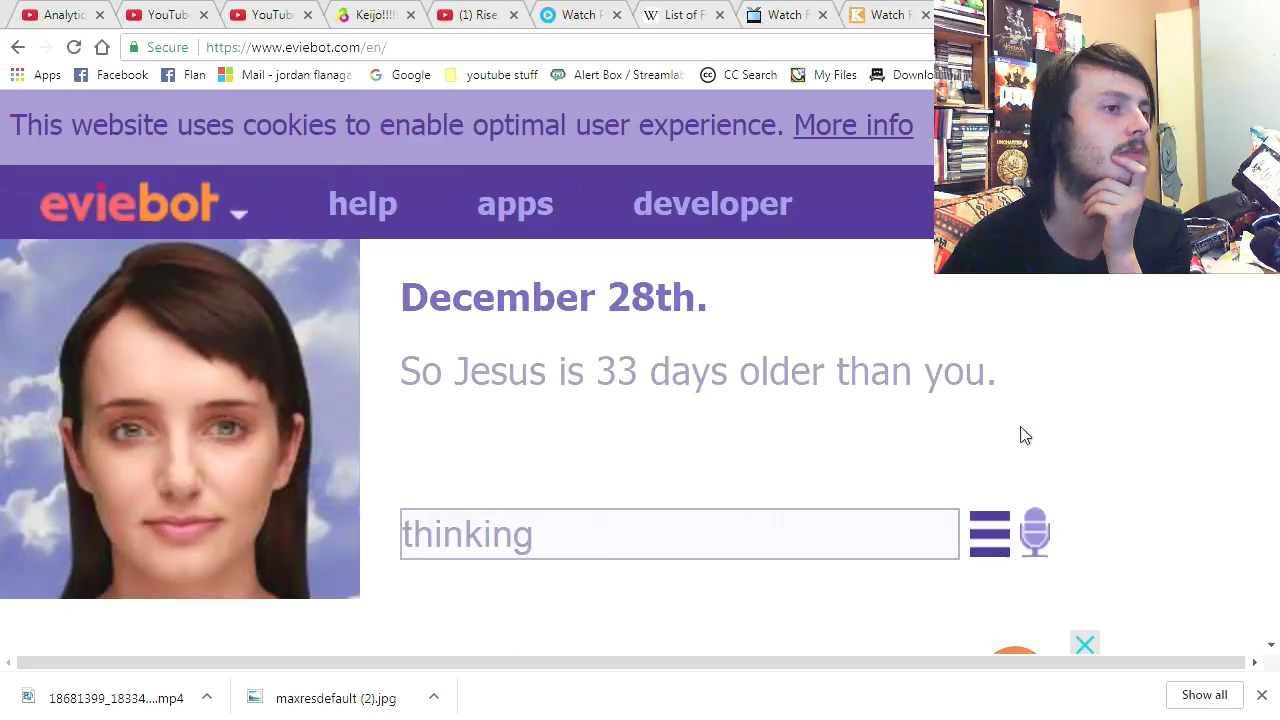 Analytic
YouTube
YouTube
Keijo!!!!
(1) Rise
Watch F
List of F
Watch F
Watch F
Secure
https://www.eviebot.com/en/
Apps
Facebook
Flan
Mail - jordan flanaga
Google
youtube stuff
Alert Box / Streamlab
CC Search
My Files
Downlo
This website uses cookies to enable optimal user experience. More info
eviebot
help
apps
developer
December 28th.
So Jesus is 33 days older than you.
thinking
18681399_18334....mp4
maxresdefault (2).jpg
Show all